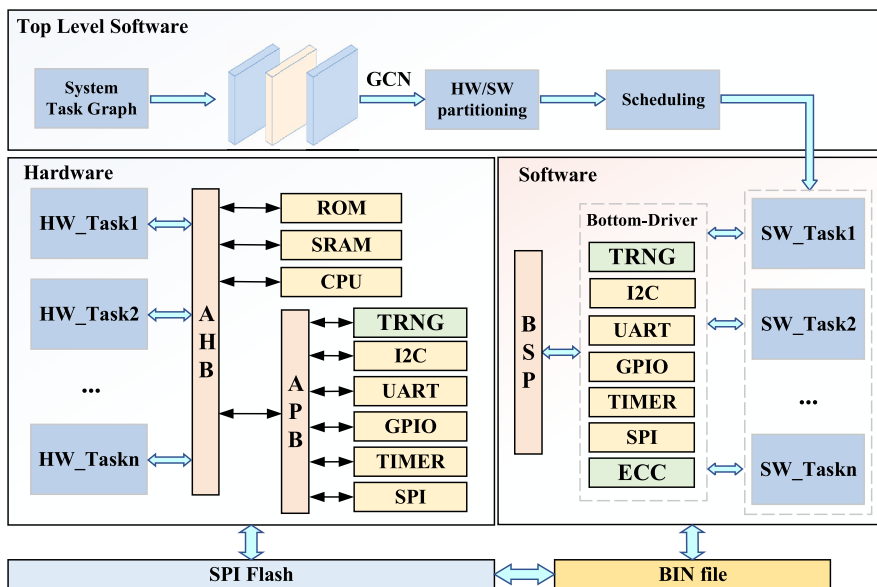 Top Level Software
System
Task Graph
GCN
HW/SW
partitioning
Scheduling
Hardware
HW_Task1
HW_Task2
...
HW_Taskn
A
H
B
ROM
SRAM
CPU
A
P
B
TRNG
I2C
UART
GPIO
TIMER
SPI
Software
B
S
P
Bottom-Driver
TRNG
I2C
UART
GPIO
TIMER
SPI
ECC
SW_Task1
SW_Task2
...
SW_Taskn
SPI Flash
BIN file